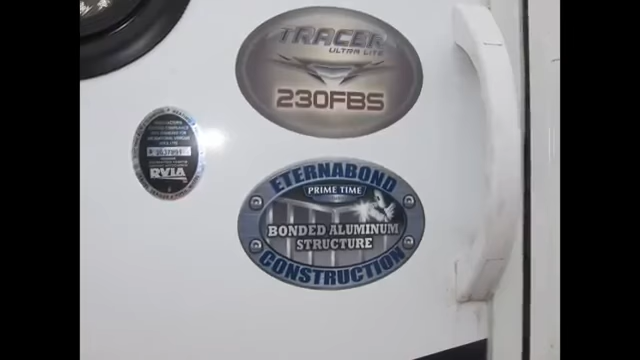 TRACER
ULTRA LITE
230FBS
RVIA
ETERNABOND
PRIME TIME
BONDED ALUMINUM
STRUCTURE
CONSTRUCTION